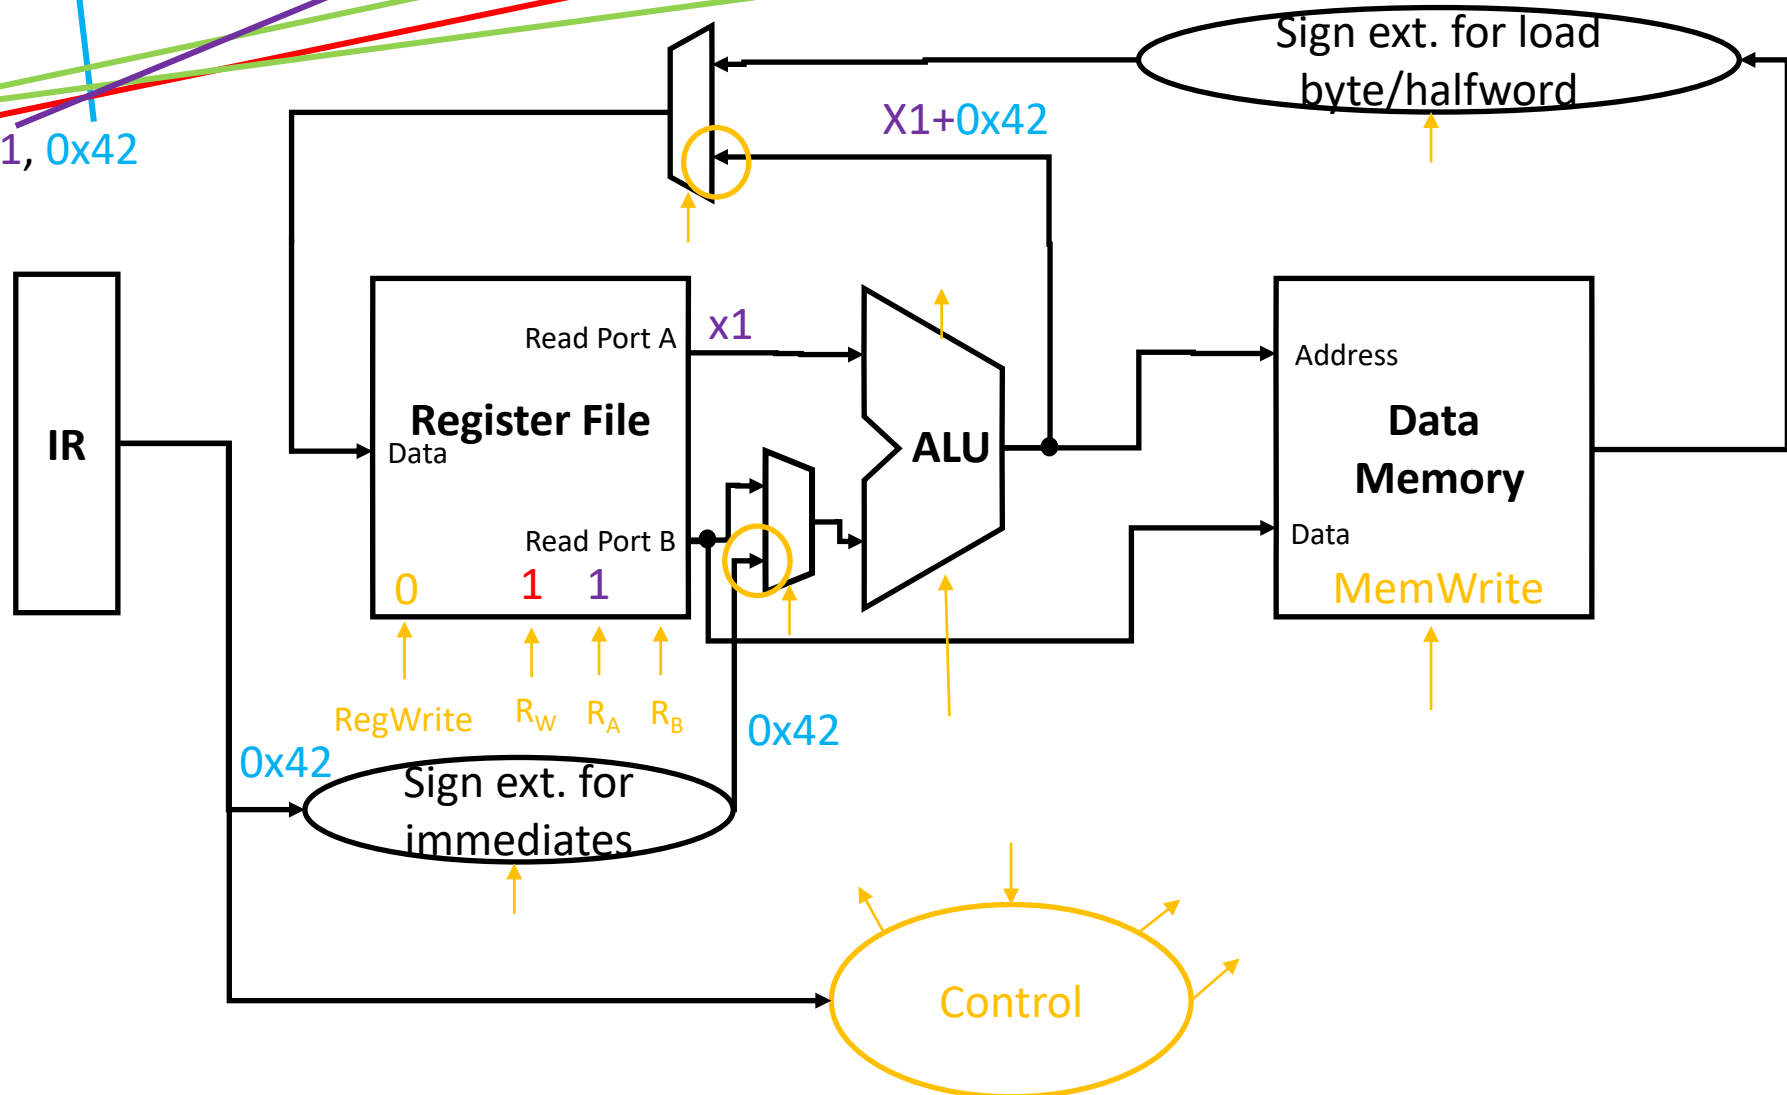 1, 0x42
Sign ext. for load
byte/halfword
X1+0x42
IR
Read Port A
x1
Register File
Data
ALU
Address
Data
Memory
Read Port B
Data
0
1
1
MemWrite
RegWrite
RW
RA
RB
0x42
0x42
Sign ext. for
immediates
Control